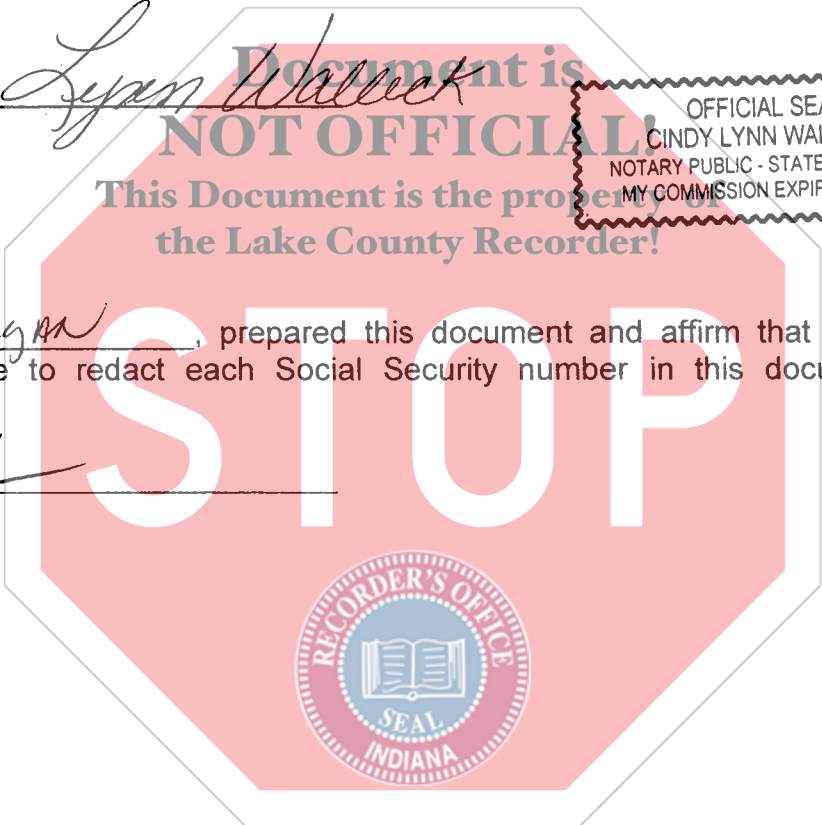 Lynn Wallack
Document is
NOT OFFICIAL!
This Document is the property of
the Lake County Recorder!
OFFICIAL SEA
CINDY LYNN WAL
NOTARY PUBLIC - STATE
MY COMMISSION EXPIR
, prepared this document and affirm that
to redact each Social Security number in this docu
STOP
RECORDER'S OFFICE
SEAL
INDIANA